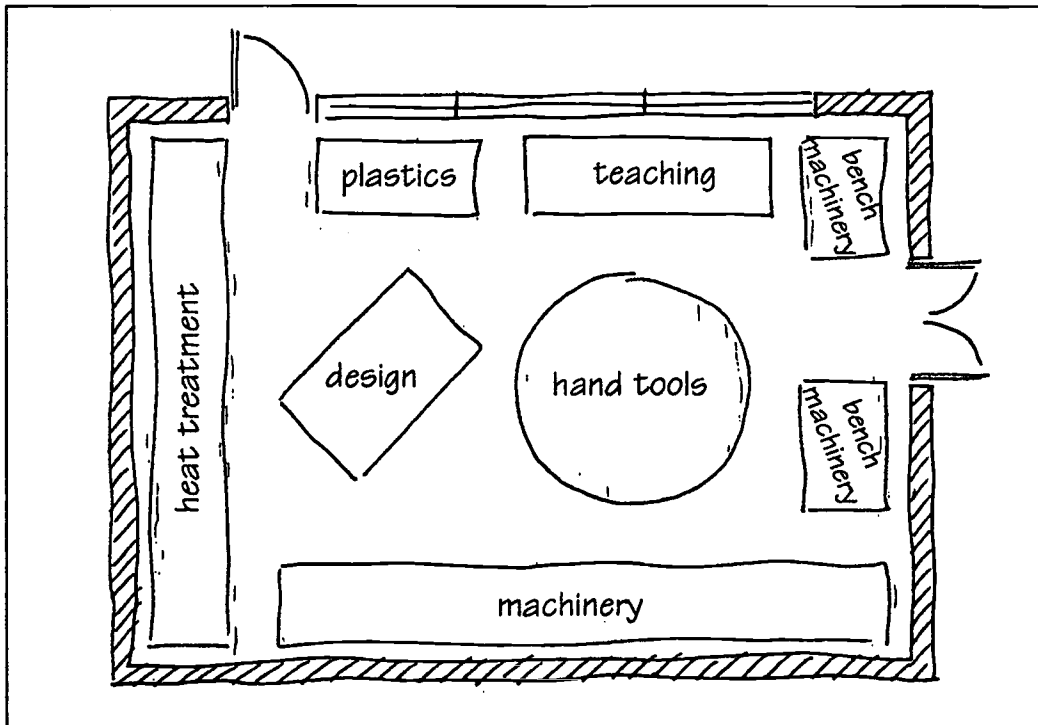 plastics
teaching
bench
machinery
heat treatment
design
hand tools
bench
machinery
machinery